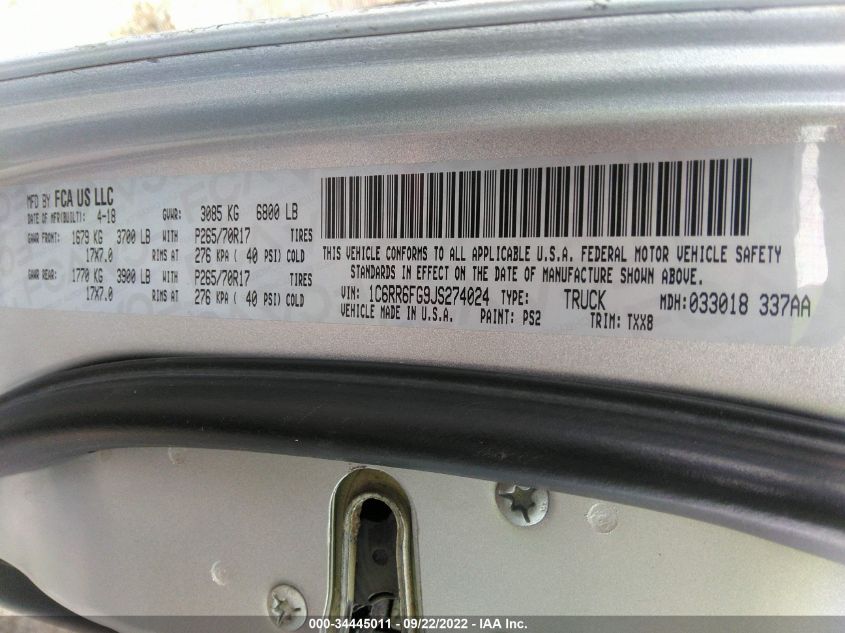 MFD BY FCA US LLC
DATE OF MFR(BUILT): 4-18 GVWR: 3085 KG 6800 LB
GAWR FRONT: 1679 KG 3700 LB WITH P265/70R17 TIRES
17X7.0 RIMS AT 276 KPA ( 40 PSI) COLD
GAWR REAR: 1770 KG 3900 LB WITH P265/70R17 TIRES
17X7.0 RIMS AT 276 KPA ( 40 PSI) COLD
THIS VEHICLE CONFORMS TO ALL APPLICABLE U.S.A. FEDERAL MOTOR VEHICLE SAFETY
STANDARDS IN EFFECT ON THE DATE OF MANUFACTURE SHOWN ABOVE.
VIN: 1C6RR6FG9JS274024 TYPE: TRUCK MDH:033018 337AA
VEHICLE MADE IN U.S.A. PAINT: PS2 TRIM: TXX8
000-34445011 - 09/22/2022 - IAA Inc.